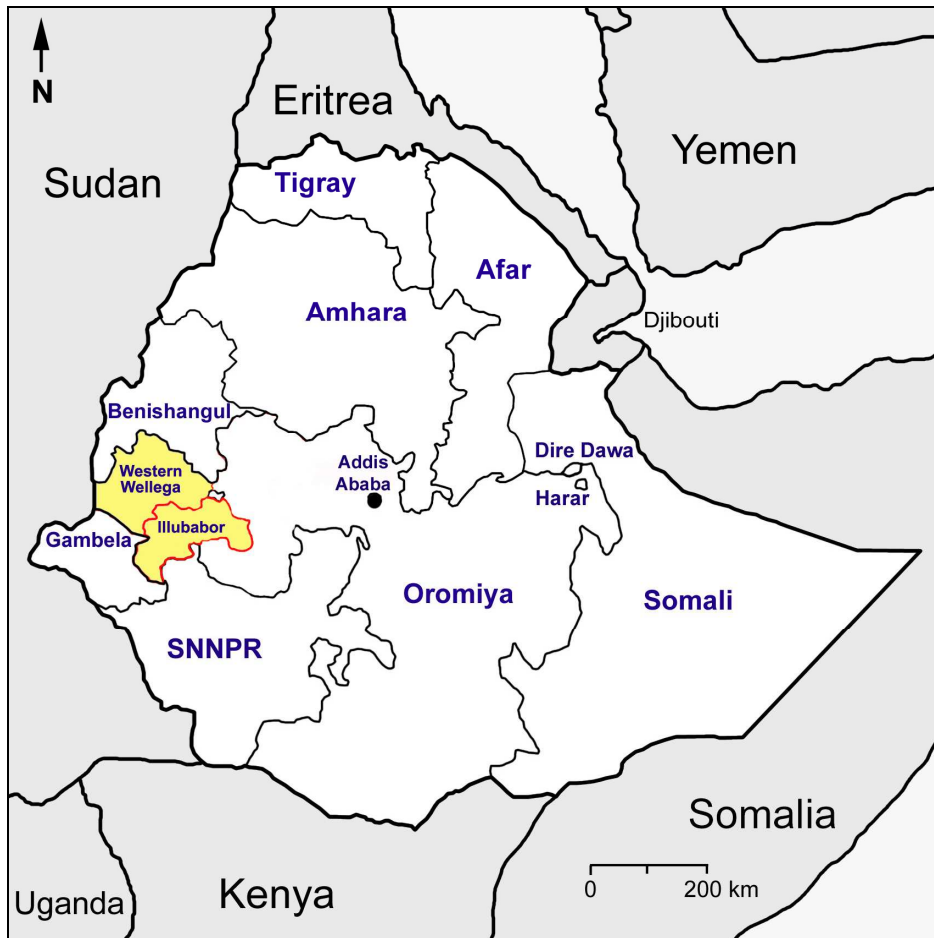 N
Eritrea
Yemen
Sudan
Tigray
Afar
Amhara
Djibouti
Benishangul
Dire Dawa
Addis
Ababa
Western
Wellega
Harar
Illubabor
Gambela
Oromiya
Somali
SNNPR
Somalia
0
200 km
Kenya
Uganda